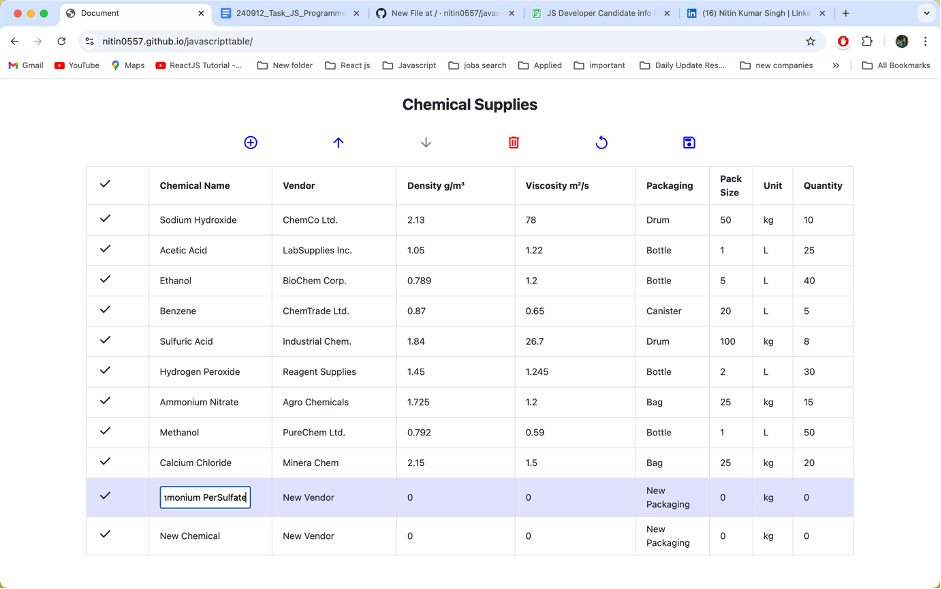 Document
240912_Task_JS_Programme
New File at / · nitin0557/javas
JS Developer Candidate info
(16) Nitin Kumar Singh | Linke
nitin0557.github.io/javascripttable/
Gmail YouTube Maps ReactJS Tutorial -... New folder React js Javascript jobs search Applied important Daily Update Res... new companies » All Bookmarks
Chemical Supplies
Chemical Name Vendor Density g/m³ Viscosity m²/s Packaging Pack Size Unit Quantity
Sodium Hydroxide ChemCo Ltd. 2.13 78 Drum 50 kg 10
Acetic Acid LabSupplies Inc. 1.05 1.22 Bottle 1 L 25
Ethanol BioChem Corp. 0.789 1.2 Bottle 5 L 40
Benzene ChemTrade Ltd. 0.87 0.65 Canister 20 L 5
Sulfuric Acid Industrial Chem. 1.84 26.7 Drum 100 kg 8
Hydrogen Peroxide Reagent Supplies 1.45 1.245 Bottle 2 L 30
Ammonium Nitrate Agro Chemicals 1.725 1.2 Bag 25 kg 15
Methanol PureChem Ltd. 0.792 0.59 Bottle 1 L 50
Calcium Chloride Minera Chem 2.15 1.5 Bag 25 kg 20
mmonium PerSulfate New Vendor 0 0 New Packaging 0 kg 0
New Chemical New Vendor 0 0 New Packaging 0 kg 0